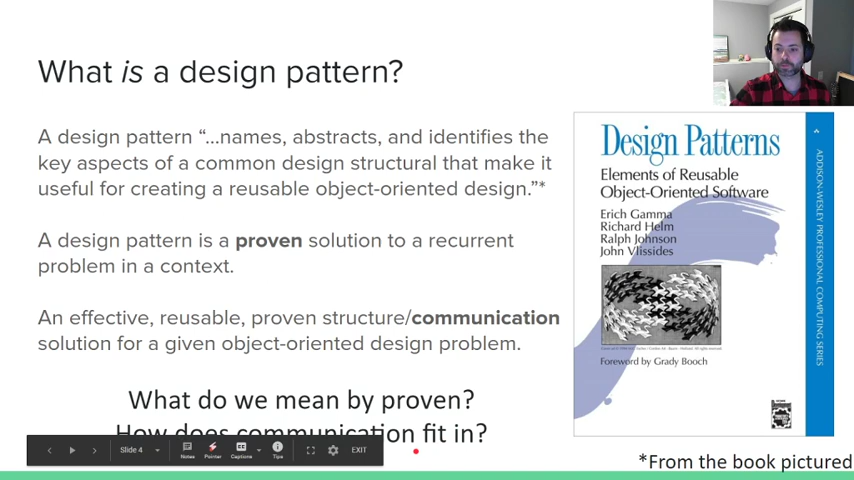 What is a design pattern?
A design pattern “...names, abstracts, and identifies the
key aspects of a common design structural that make it
useful for creating a reusable object-oriented design.”*
A design pattern is a proven solution to a recurrent
problem in a context.
An effective, reusable, proven structure/communication
solution for a given object-oriented design problem.
What do we mean by proven?
How does communication fit in?
Slide 4
Notes
Pointer
Captions
Tips
EXIT
Design Patterns
Elements of Reusable
Object-Oriented Software
Erich Gamma
Richard Helm
Ralph Johnson
John Vlissides
Foreword by Grady Booch
ADDISON-WESLEY PROFESSIONAL COMPUTING SERIES
*From the book pictured